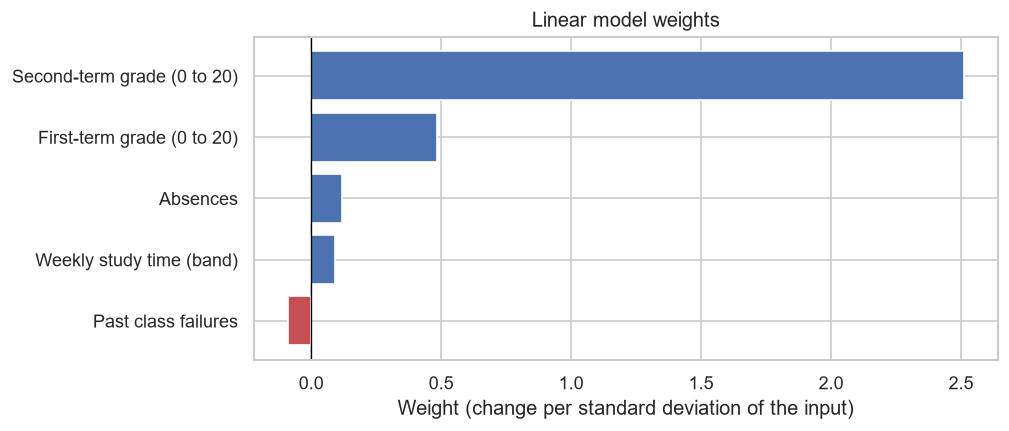 Linear model weights
Second-term grade (0 to 20)
First-term grade (0 to 20)
Absences
Weekly study time (band)
Past class failures
0.0 0.5 1.0 1.5 2.0 2.5
Weight (change per standard deviation of the input)